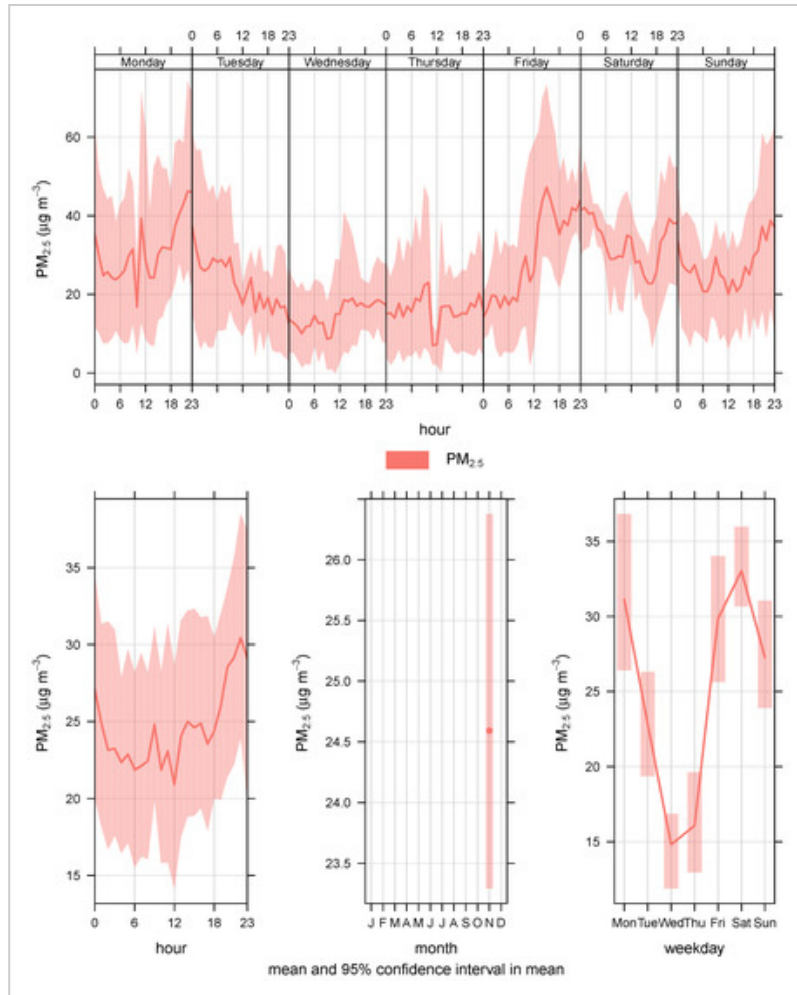 0 6 12 18 23 0 6 12 18 23 0 6 12 18 23
Monday Tuesday Wednesday Thursday Friday Saturday Sunday
60
40
20
0
PM2.5 (µg m−3)
0 6 12 18 23 0 6 12 18 23 0 6 12 18 23 0 6 12 18 23
hour
PM2.5
35
30
25
20
15
PM2.5 (µg m−3)
0 6 12 18 23
hour
26.0
25.5
25.0
24.5
24.0
23.5
PM2.5 (µg m−3)
J F M A M J J A S O N D
month
35
30
25
20
15
PM2.5 (µg m−3)
Mon Tue Wed Thu Fri Sat Sun
weekday
mean and 95% confidence interval in mean